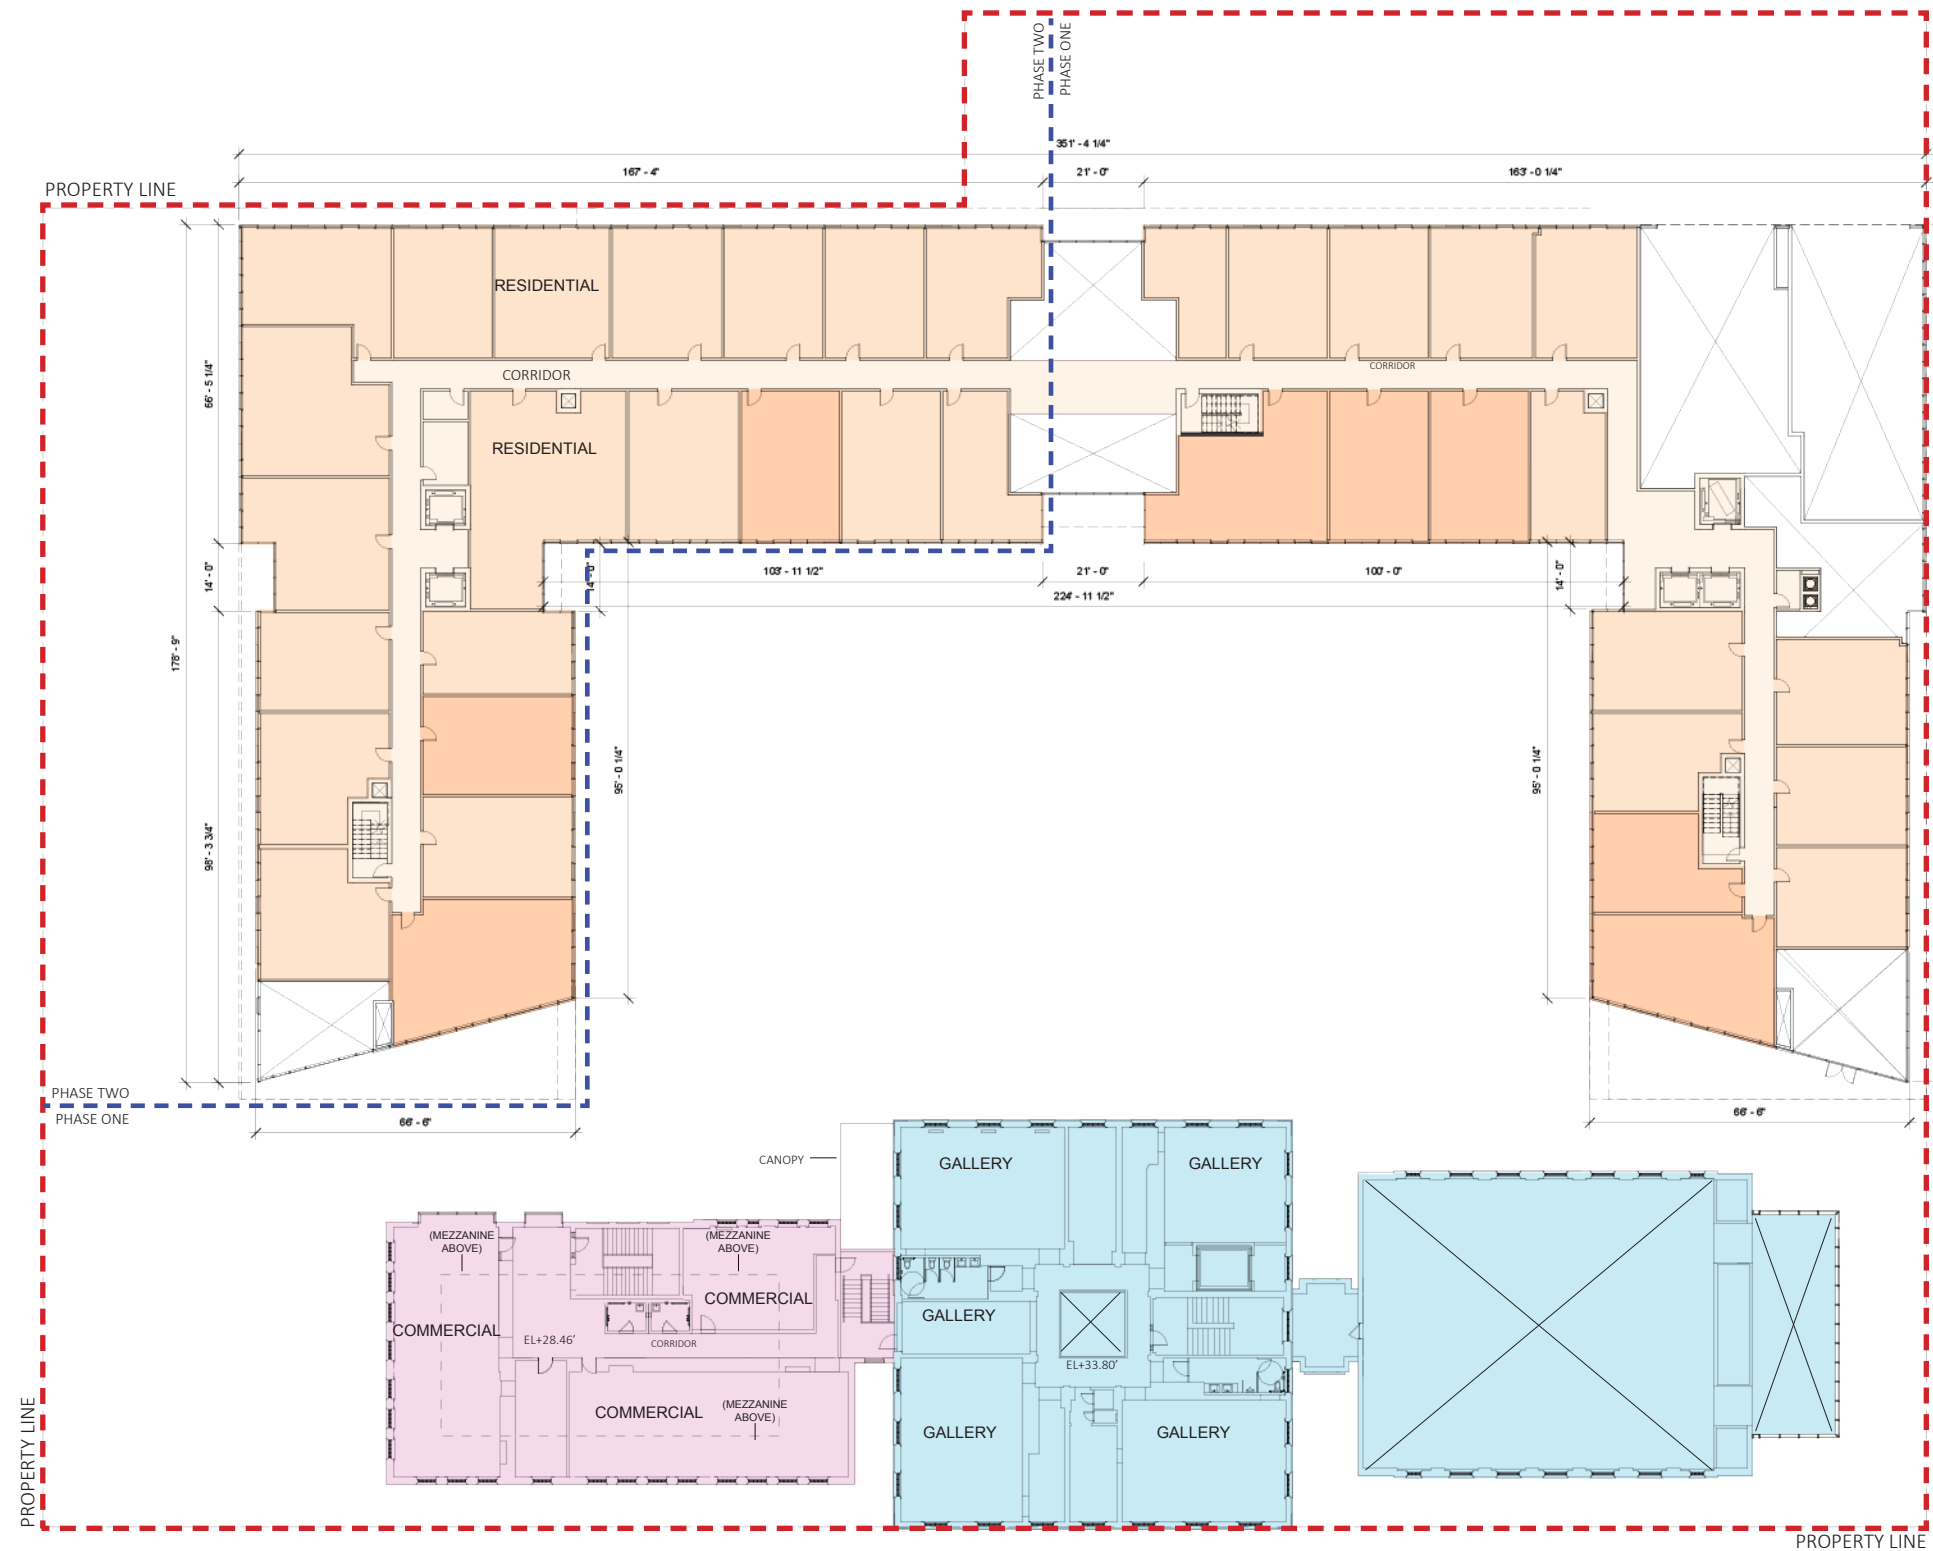 PHASE TWO
PHASE ONE
351' - 4 1/4"
167' - 4"
21' - 0"
163' - 0 1/4"
PROPERTY LINE
RESIDENTIAL
66' - 5 1/4"
CORRIDOR
CORRIDOR
RESIDENTIAL
14' - 0"
14' - 0"
103' - 11 1/2"
21' - 0"
100' - 0"
14' - 0"
224' - 11 1/2"
178' - 9"
95' - 0 1/4"
95' - 0 1/4"
98' - 3 3/4"
PHASE TWO
PHASE ONE
66' - 6"
66' - 6"
CANOPY
GALLERY
GALLERY
(MEZZANINE
ABOVE)
(MEZZANINE
ABOVE)
COMMERCIAL
COMMERCIAL
GALLERY
EL+28.46'
CORRIDOR
EL+33.80'
COMMERCIAL
(MEZZANINE
ABOVE)
GALLERY
GALLERY
PROPERTY LINE
PROPERTY LINE